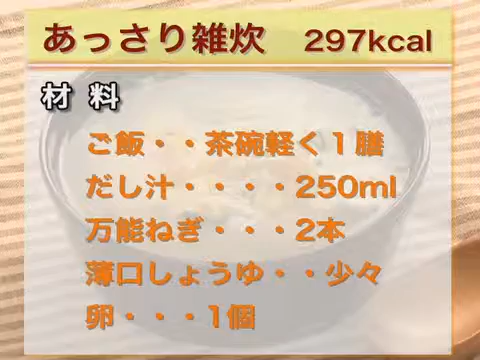 あっさり雑炊 297kcal
材 料
ご飯・・茶碗軽く１膳
だし汁・・・・250ml
万能ねぎ・・・2本
薄口しょうゆ・・少々
卵・・・1個